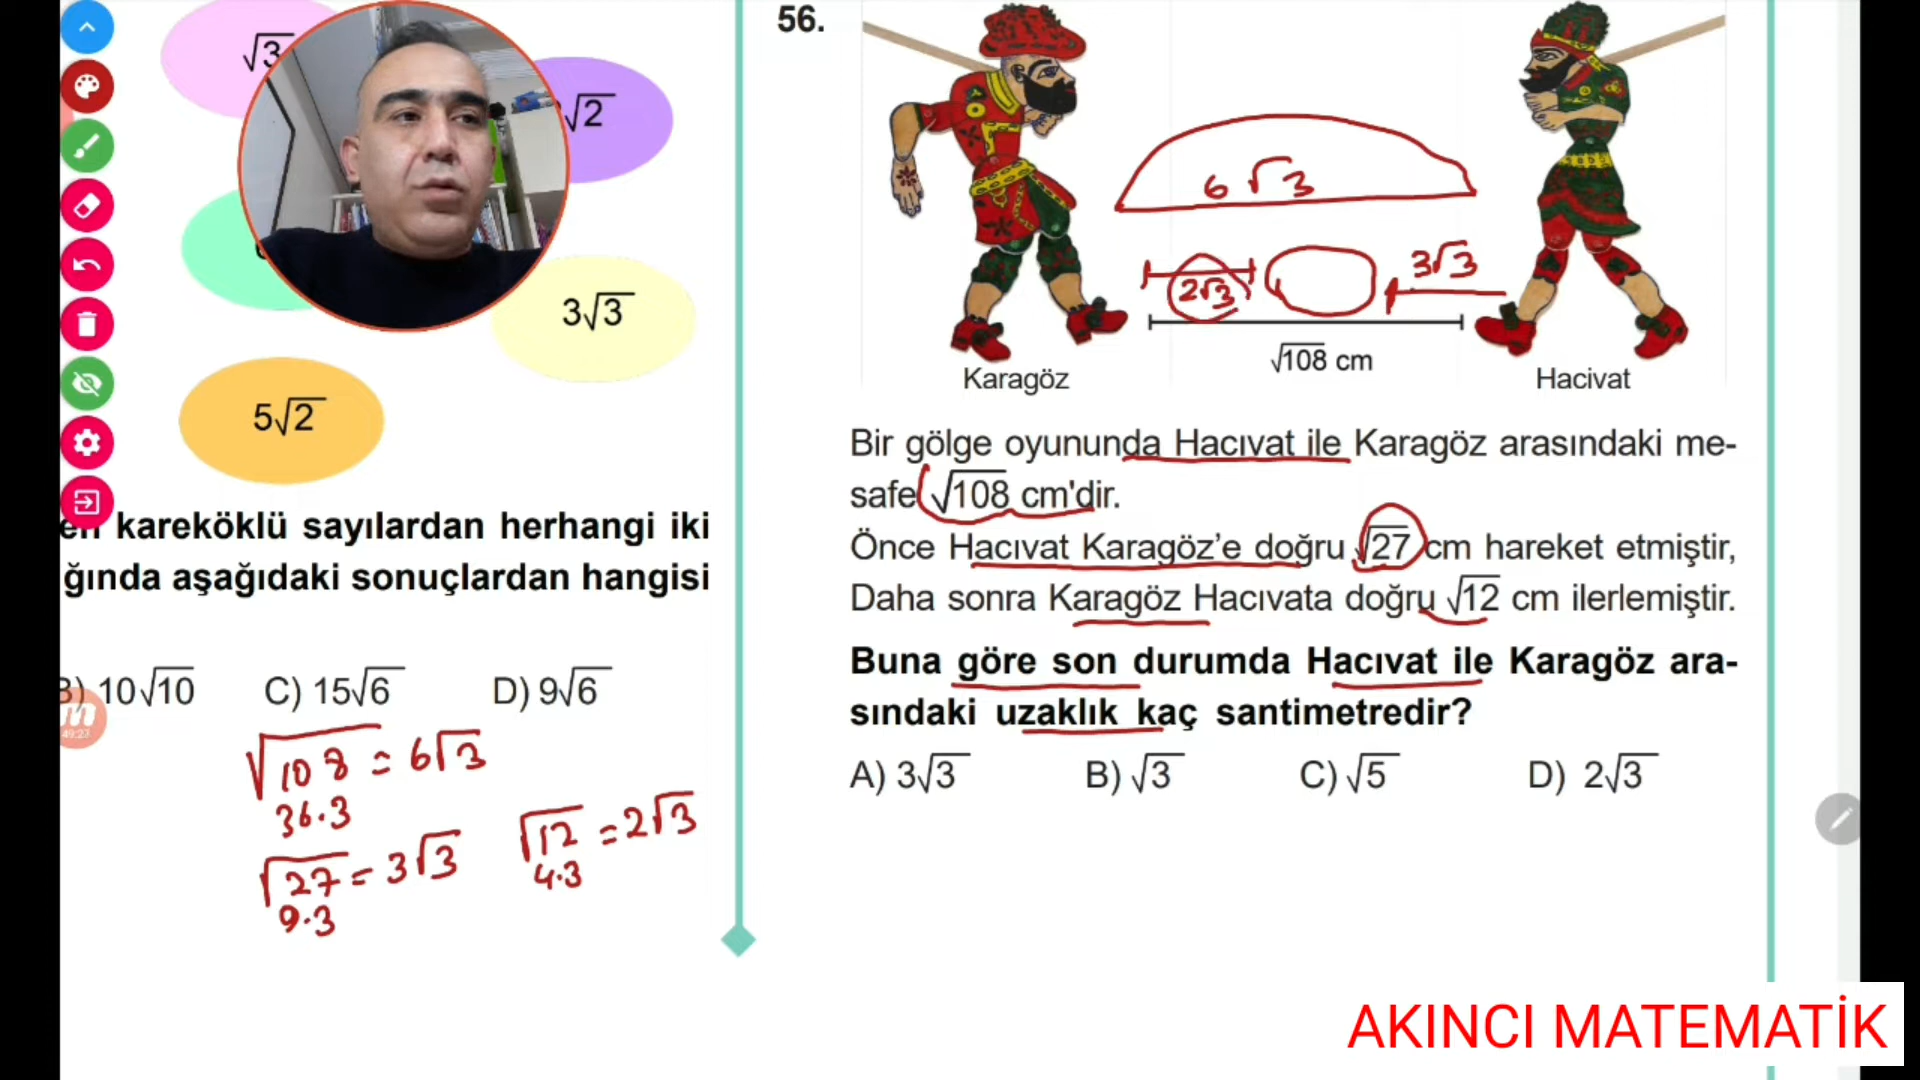 √3
√2
3√3
5√2
en kareköklü sayılardan herhangi iki
ğında aşağıdaki sonuçlardan hangisi
B) 10√10 C) 15√6 D) 9√6
√108 = 6√3
36.3
√27 = 3√3
9.3
√12 = 2√3
4.3
49:27
56.
6√3
2√3
3√3
√108 cm
Karagöz
Hacivat
Bir gölge oyununda Hacıvat ile Karagöz arasındaki me-
safe √108 cm'dir.
Önce Hacıvat Karagöz’e doğru √27 cm hareket etmiştir,
Daha sonra Karagöz Hacıvata doğru √12 cm ilerlemiştir.
Buna göre son durumda Hacıvat ile Karagöz ara-
sındaki uzaklık kaç santimetredir?
A) 3√3 B) √3 C) √5 D) 2√3
AKINCI MATEMATİK